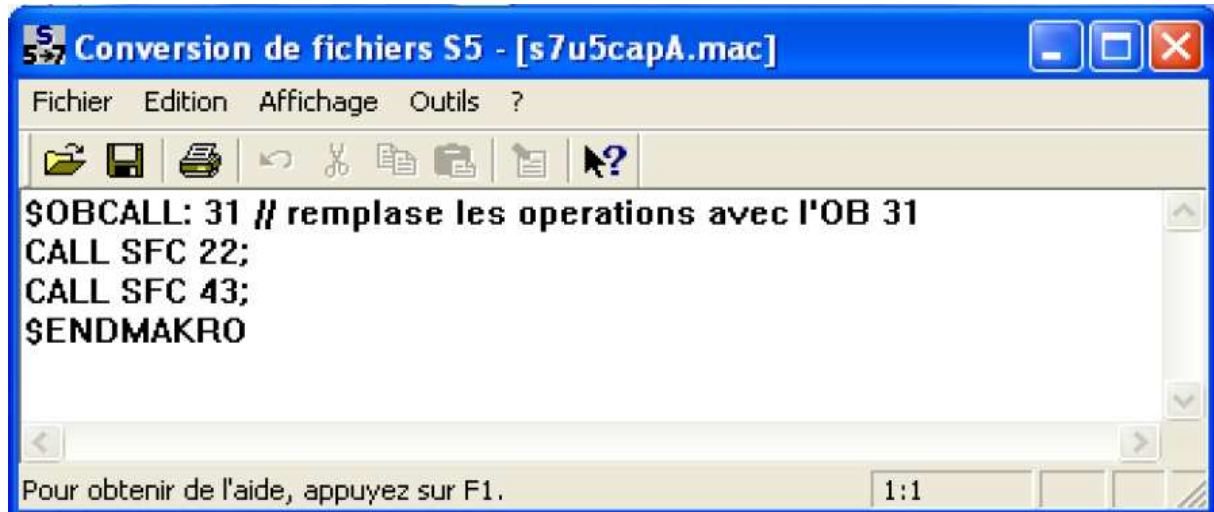 Conversion de fichiers S5 - [s7u5capA.mac]
Fichier Edition Affichage Outils ?
$OBCALL: 31 // remplase les operations avec l'OB 31
CALL SFC 22;
CALL SFC 43;
$ENDMAKRO
Pour obtenir de l'aide, appuyez sur F1. 1:1